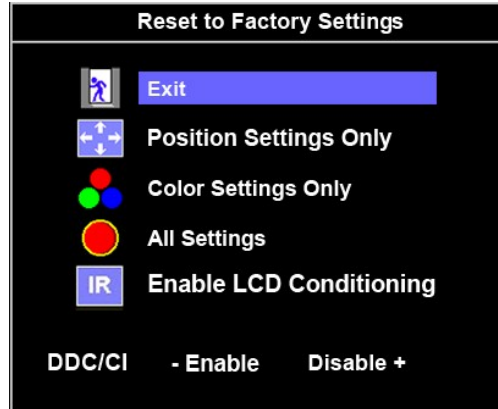 Reset to Factory Settings
Exit
Position Settings Only
Color Settings Only
All Settings
IR Enable LCD Conditioning
DDC/CI - Enable Disable +